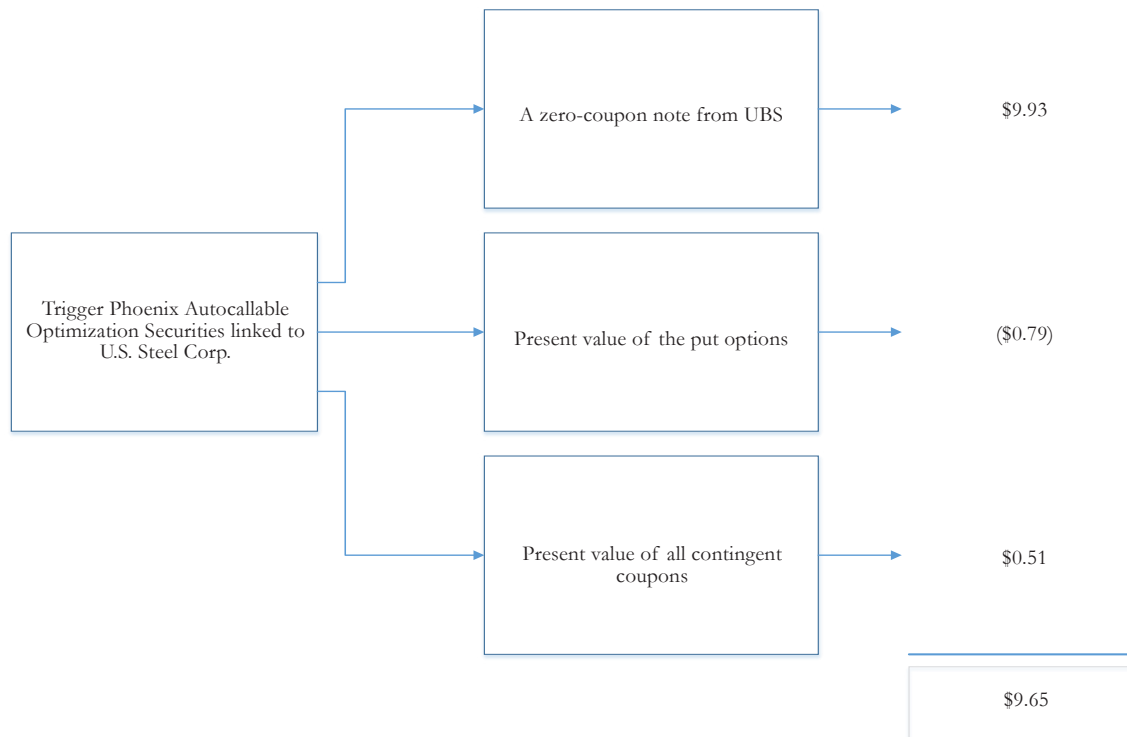 A zero-coupon note from UBS
$9.93
Trigger Phoenix Autocallable
Optimization Securities linked to
U.S. Steel Corp.
Present value of the put options
($0.79)
Present value of all contingent
coupons
$0.51
$9.65